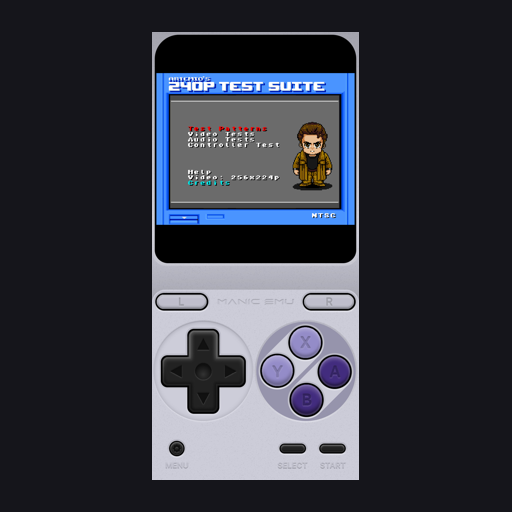 ARTEMIO'S
240P TEST SUITE
Test Patterns
Video Tests
Audio Tests
Controller Test
Help
Video: 256x224p
Credits
NTSC
L
MANIC EMU
R
X
Y
A
B
MENU
SELECT
START